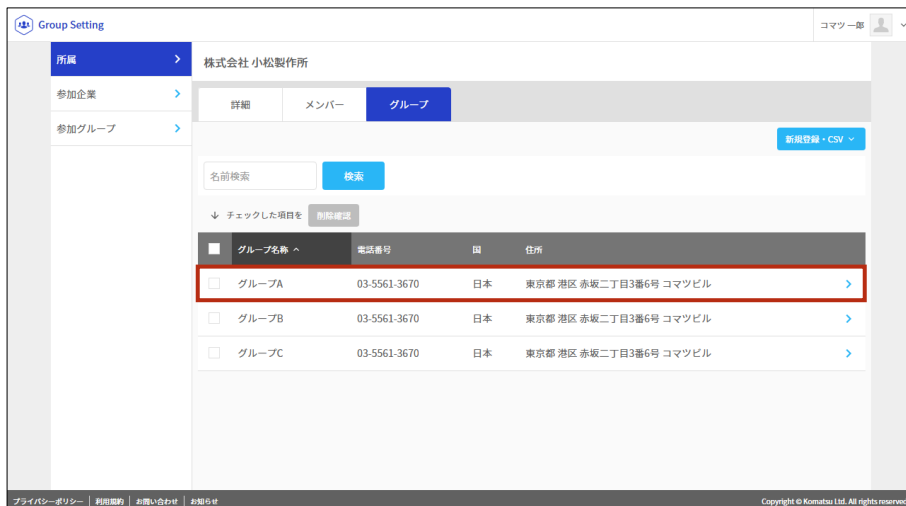 Group Setting
コマツ 一郎
所属
参加企業
参加グループ
株式会社 小松製作所
詳細 メンバー グループ
新規登録・CSV
名前検索 検索
チェックした項目を 削除確認
グループ名称 電話番号 国 住所
グループA 03-5561-3670 日本 東京都 港区 赤坂二丁目3番6号 コマツビル
グループB 03-5561-3670 日本 東京都 港区 赤坂二丁目3番6号 コマツビル
グループC 03-5561-3670 日本 東京都 港区 赤坂二丁目3番6号 コマツビル
プライバシーポリシー | 利用規約 | お問い合わせ | お知らせ Copyright © Komatsu Ltd. All rights reserved